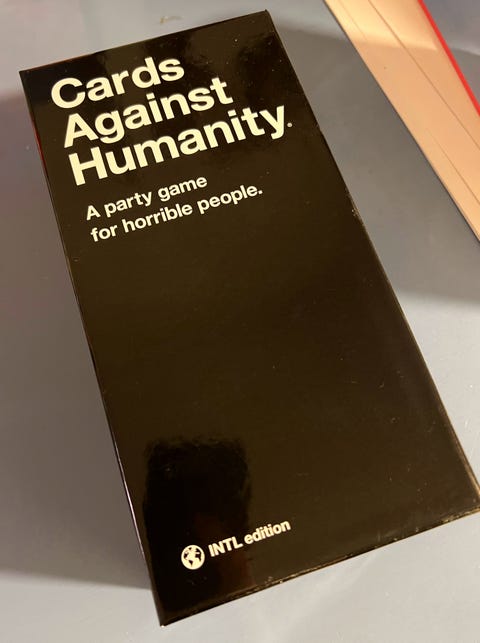 Cards
Against
Humanity®
A party game
for horrible people.
INTL edition